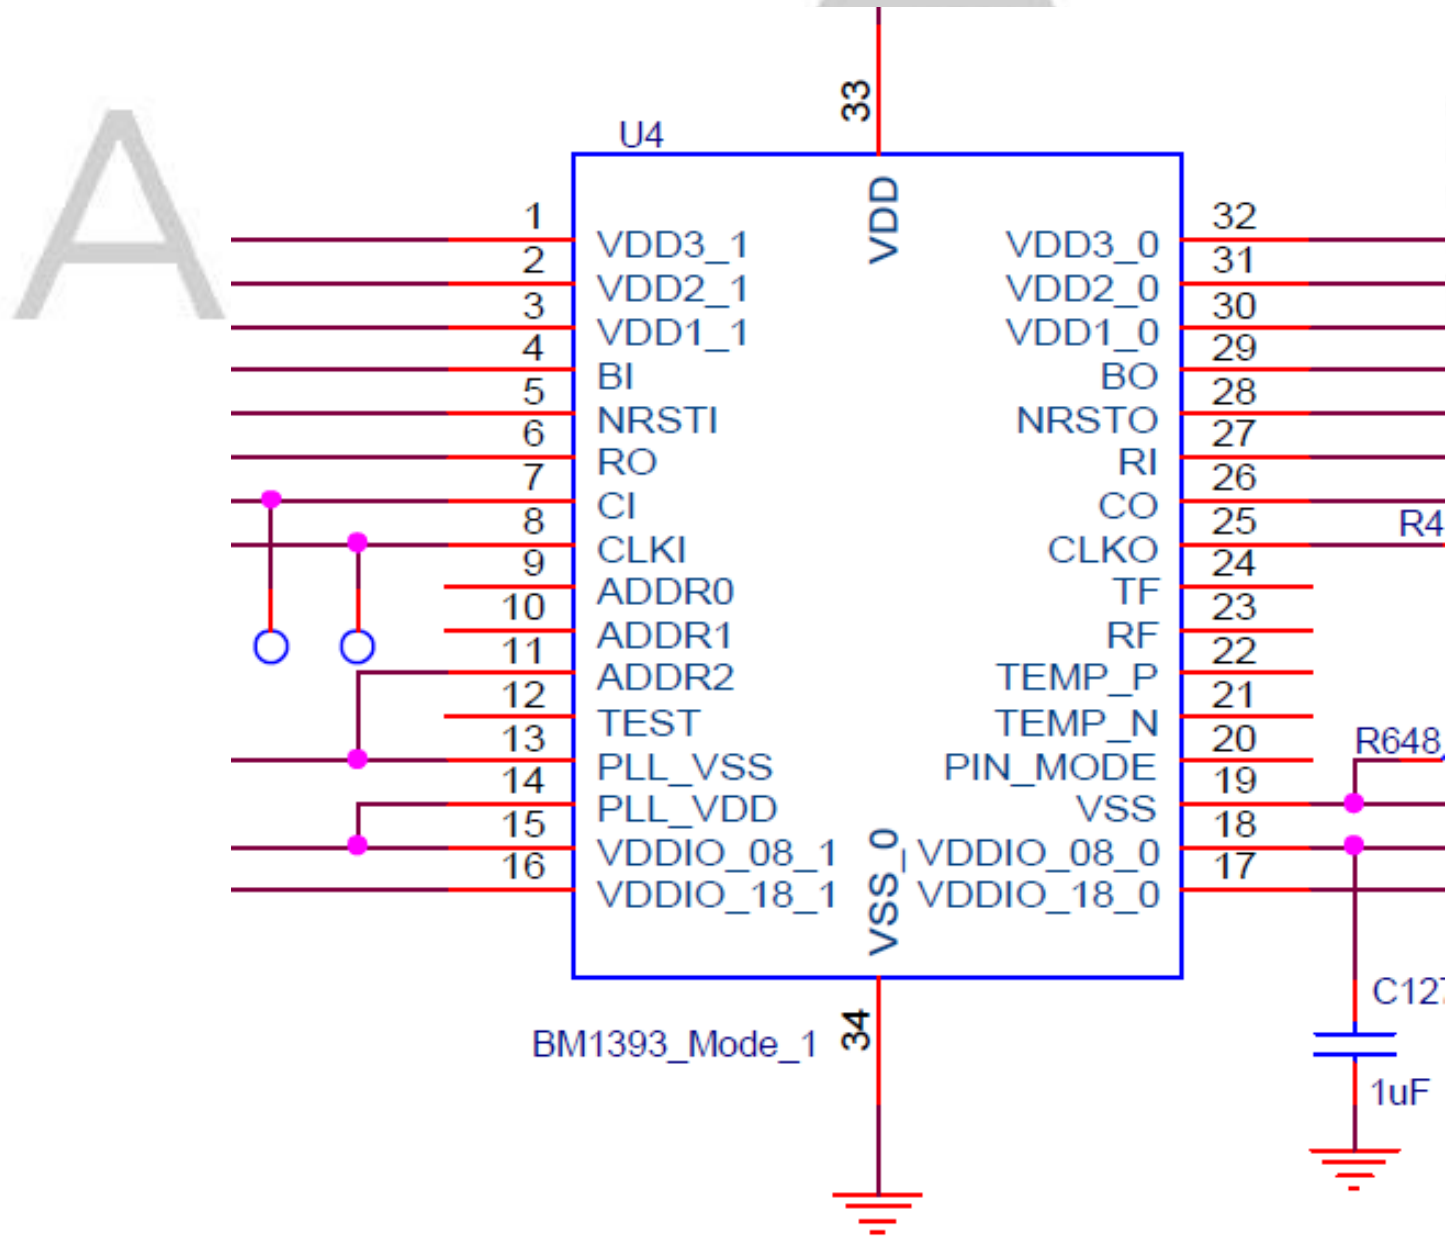 A
33
U4
VDD
1 VDD3_1 VDD3_0 32
2 VDD2_1 VDD2_0 31
3 VDD1_1 VDD1_0 30
4 BI BO 29
5 NRSTI NRSTO 28
6 RO RI 27
7 CI CO 26
8 CLKI CLKO 25 R4
9 ADDR0 TF 24
10 ADDR1 RF 23
11 ADDR2 TEMP_P 22
12 TEST TEMP_N 21
13 PLL_VSS PIN_MODE 20 R648
14 PLL_VDD VSS 19
15 VDDIO_08_1 VDDIO_08_0 18
16 VDDIO_18_1 VDDIO_18_0 17
VSS_0
C127
BM1393_Mode_1 34
1uF